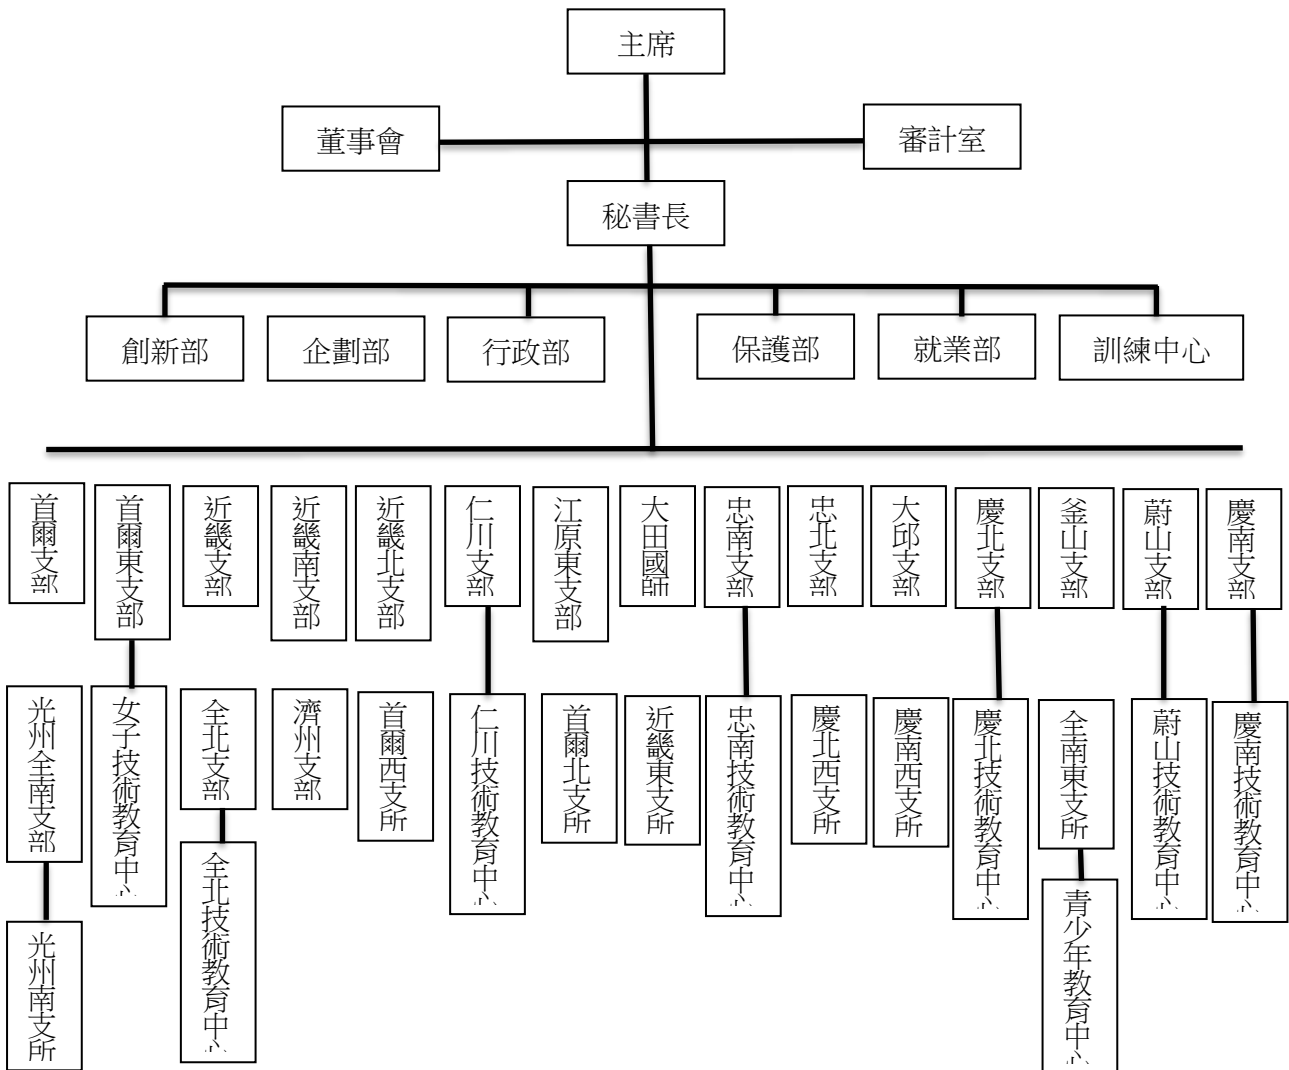 主席
董事會
審計室
秘書長
創新部
企劃部
行政部
保護部
就業部
訓練中心
首爾支部
首爾東支部
近畿支部
近畿南支部
近畿北支部
仁川支部
江原東支部
大田國師
忠南支部
忠北支部
大邱支部
慶北支部
釜山支部
蔚山支部
慶南支部
光州全南支部
女子技術教育中心
全北支部
濟州支部
首爾西支所
仁川技術教育中心
首爾北支所
近畿東支所
忠南技術教育中心
慶北西支所
慶南西支所
慶北技術教育中心
全南東支所
蔚山技術教育中心
慶南技術教育中心
光州南支所
全北技術教育中心
青少年教育中心